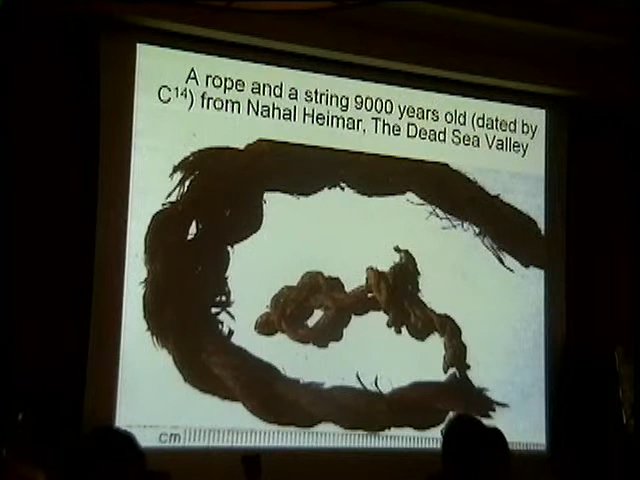 A rope and a string 9000 years old (dated by
C¹⁴) from Nahal Heimar, The Dead Sea Valley
cm